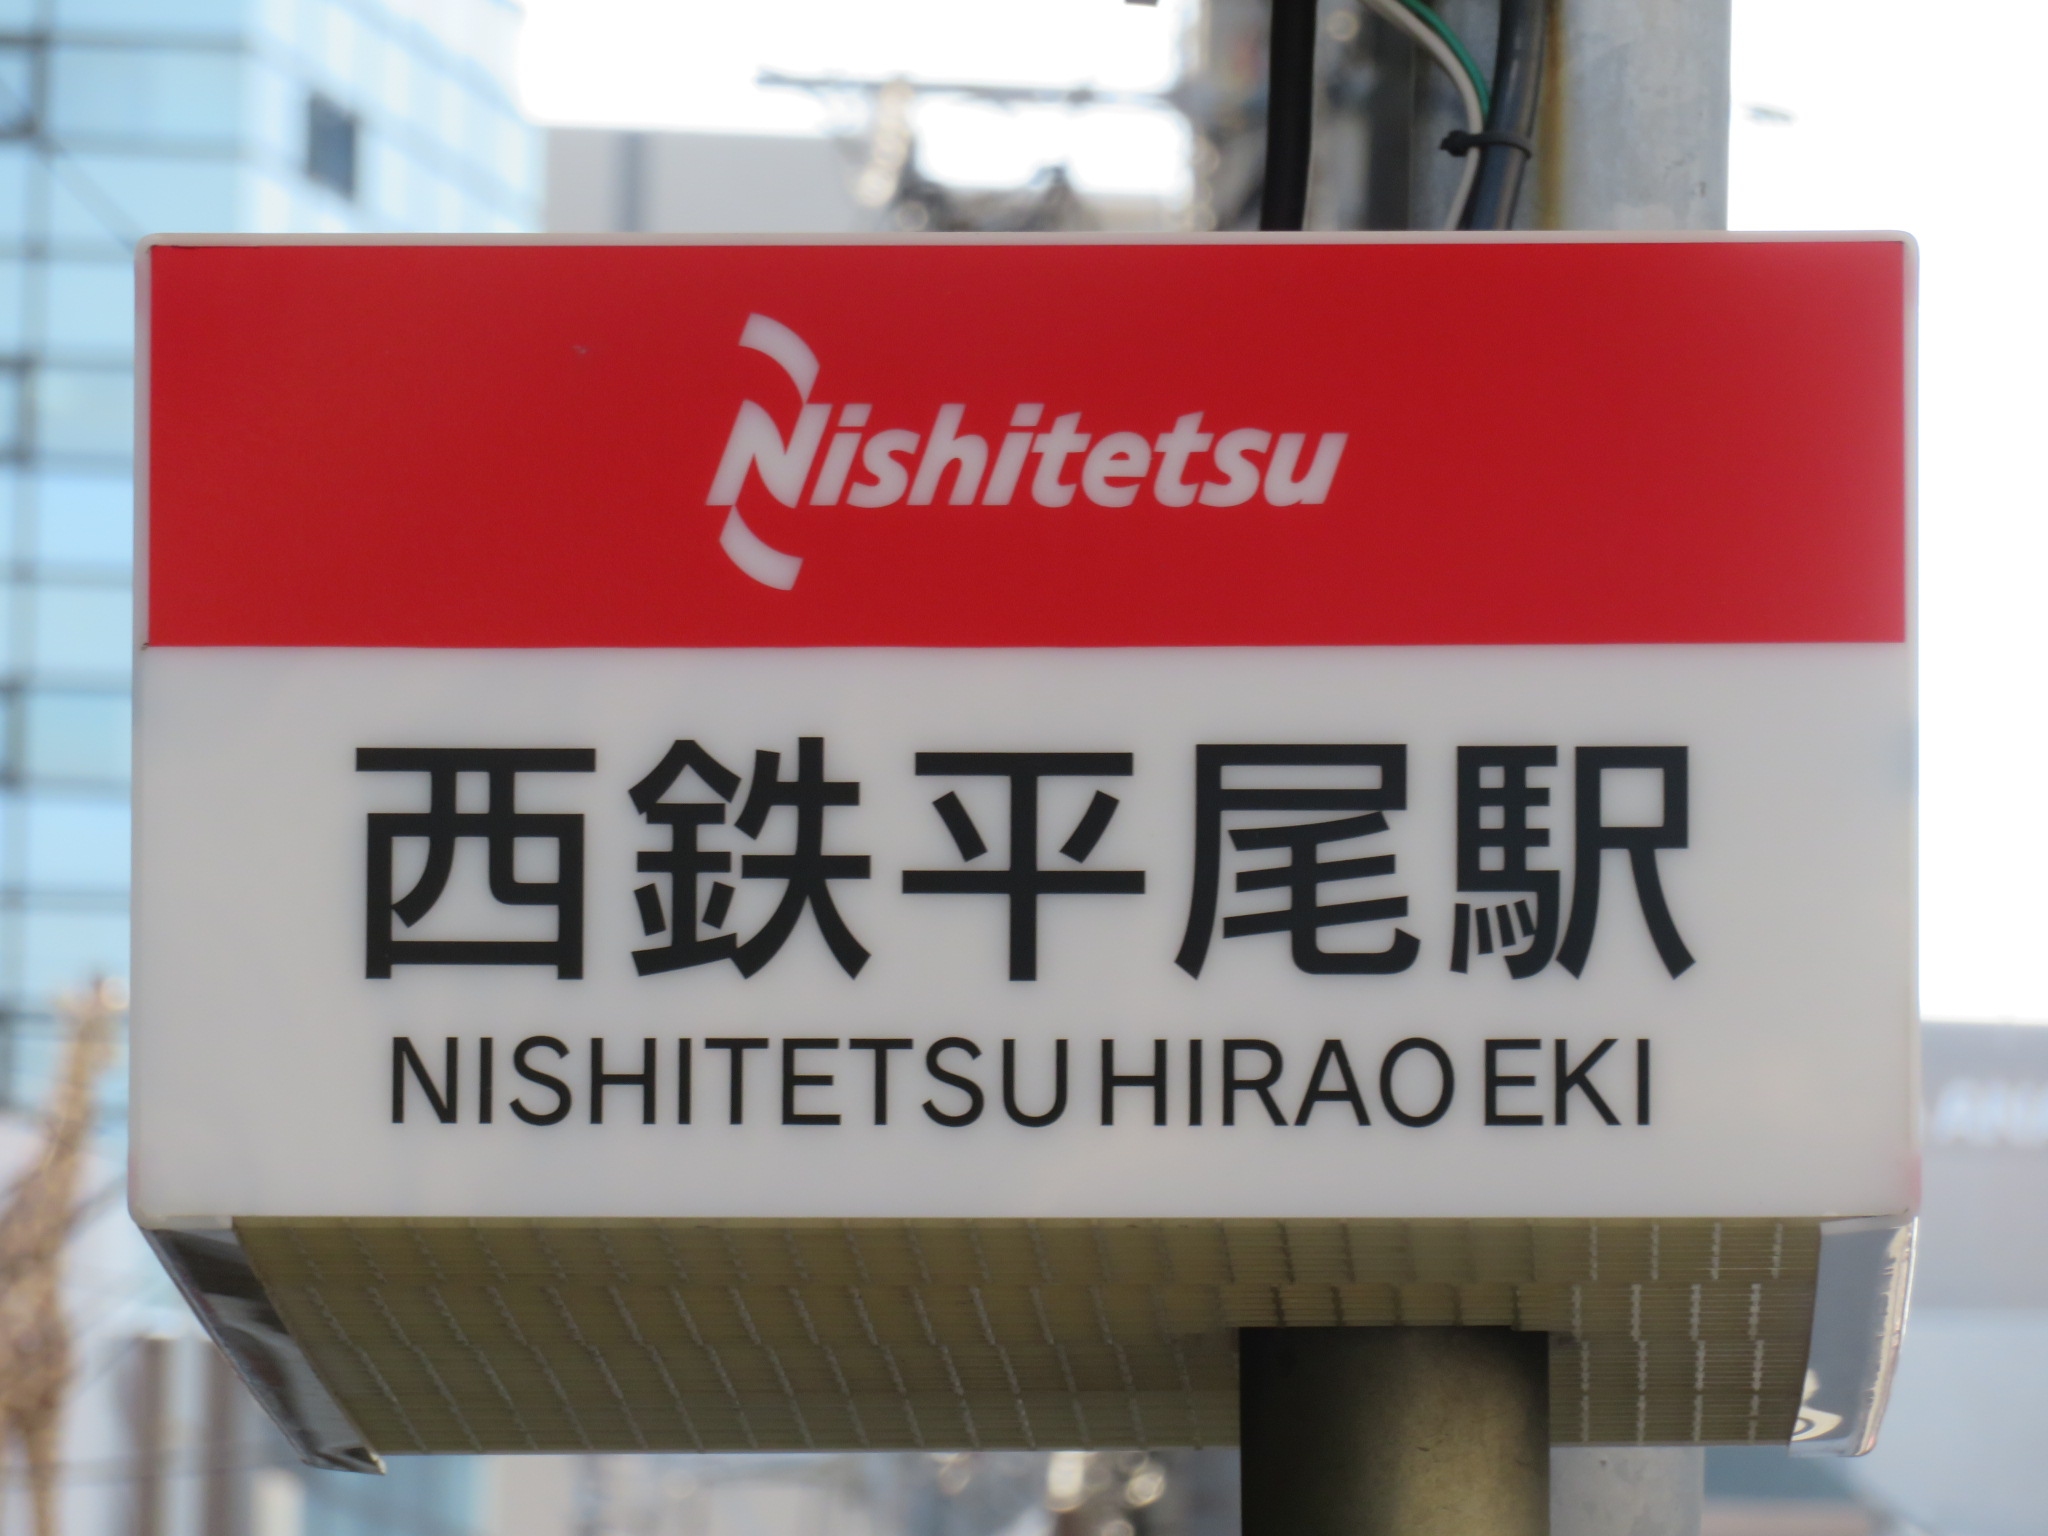 Nishitetsu
西鉄平尾駅
NISHITETSU HIRAO EKI